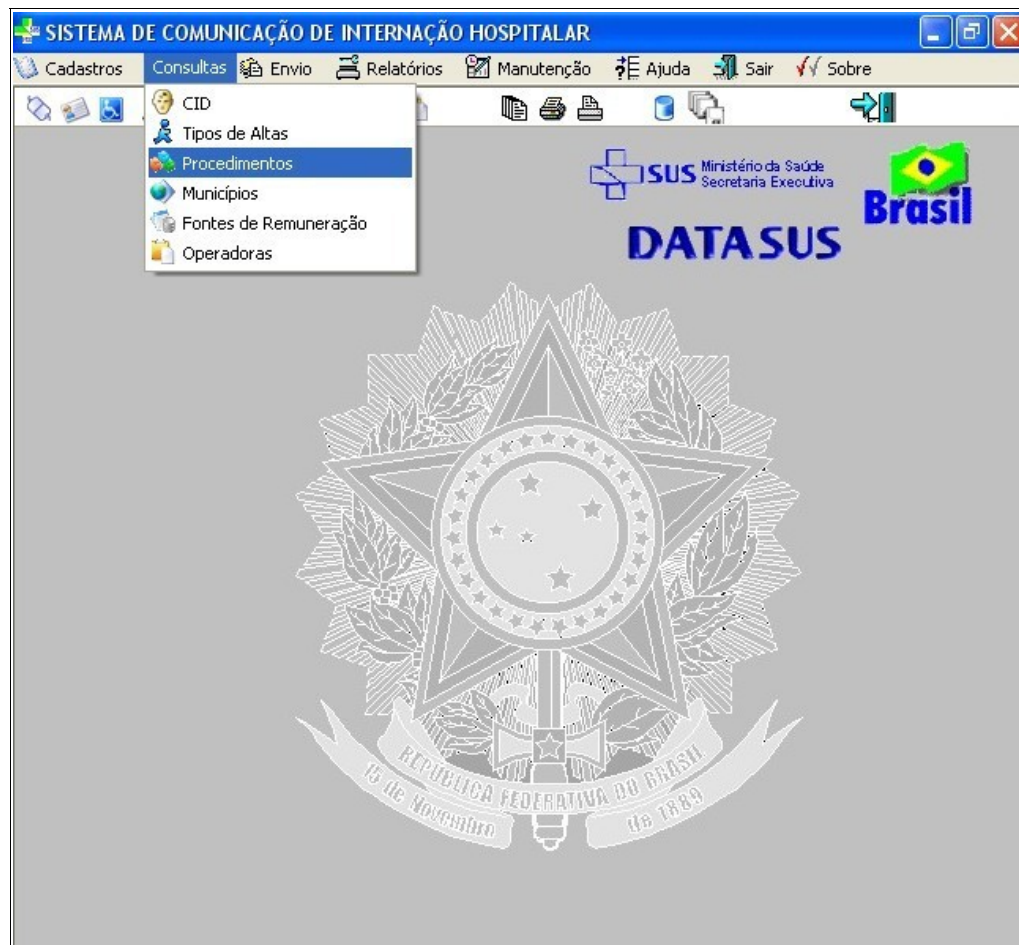 SISTEMA DE COMUNICAÇÃO DE INTERNAÇÃO HOSPITALAR
Cadastros Consultas Envio Relatórios Manutenção Ajuda Sair Sobre
CID
Tipos de Altas
Procedimentos
Municípios
Fontes de Remuneração
Operadoras
SUS Ministério da Saúde
Secretaria Executiva
Brasil
DATASUS
REPÚBLICA FEDERATIVA DO BRASIL
15 de Novembro de 1889